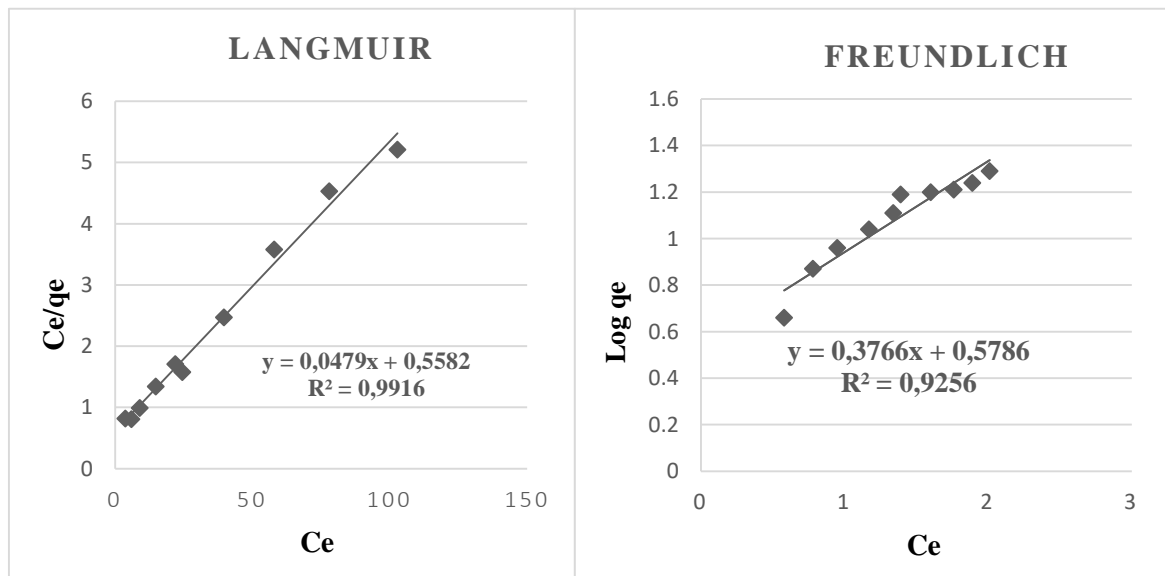 LANGMUIR
6
5
4
3
2
1
0
0
50
100
150
Ce/qe
Ce
y = 0,0479x + 0,5582
R² = 0,9916
FREUNDLICH
1.6
1.4
1.2
1
0.8
0.6
0.4
0.2
0
0
1
2
3
Log qe
Ce
y = 0,3766x + 0,5786
R² = 0,9256